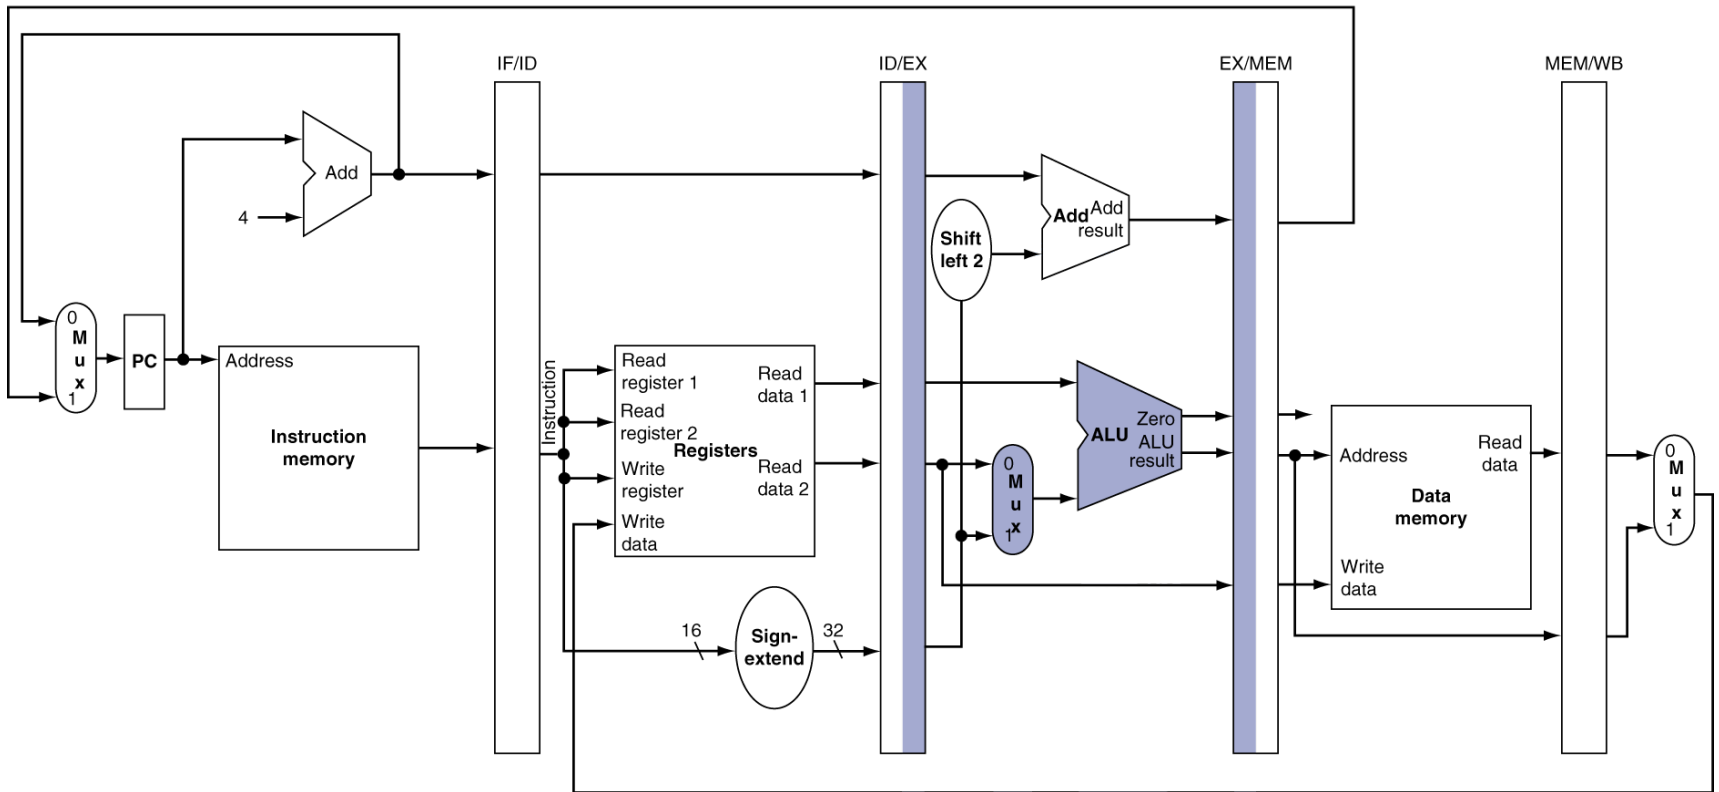 IF/ID
ID/EX
EX/MEM
MEM/WB
Add
4
Add
Add
result
Shift
left 2
0
M
u
x
1
PC
Address
Instruction
memory
Instruction
Read
register 1
Read
register 2
Write
register
Write
data
Registers
Read
data 1
Read
data 2
16
Sign-
extend
32
0
M
u
x
1
ALU
Zero
ALU
result
Address
Read
data
Data
memory
Write
data
0
M
u
x
1